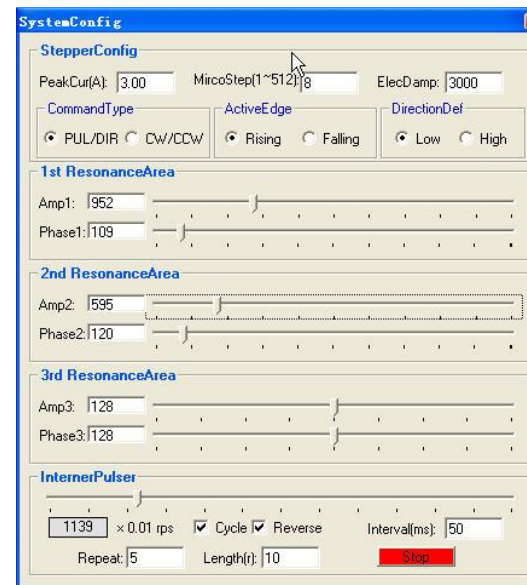 SystemConfig
StepperConfig
PeakCur(A): 3.00 MircoStep(1~512): 8 ElecDamp: 3000
CommandType ActiveEdge DirectionDef
PUL/DIR CW/CCW Rising Falling Low High
1st ResonanceArea
Amp1: 952
Phase1: 109
2nd ResonanceArea
Amp2: 595
Phase2: 120
3rd ResonanceArea
Amp3: 128
Phase3: 128
InternerPulser
1139 × 0.01 rps Cycle Reverse Interval(ms): 50
Repeat: 5 Length(r): 10 Stop